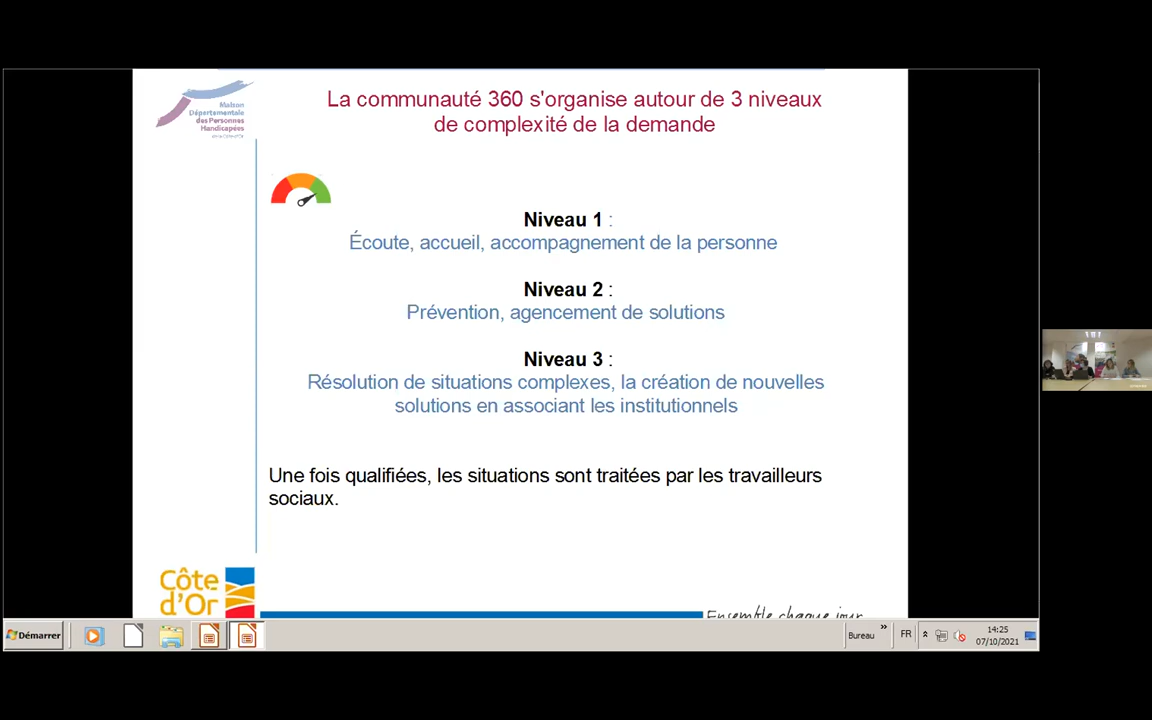 Maison
Départementale
des Personnes
Handicapées
La communauté 360 s'organise autour de 3 niveaux
de complexité de la demande
Niveau 1 :
Écoute, accueil, accompagnement de la personne
Niveau 2 :
Prévention, agencement de solutions
Niveau 3 :
Résolution de situations complexes, la création de nouvelles
solutions en associant les institutionnels
Une fois qualifiées, les situations sont traitées par les travailleurs
sociaux.
Côte
d'Or
Ensemble chaque jour
Démarrer
Bureau
»
FR
14:25
07/10/2021